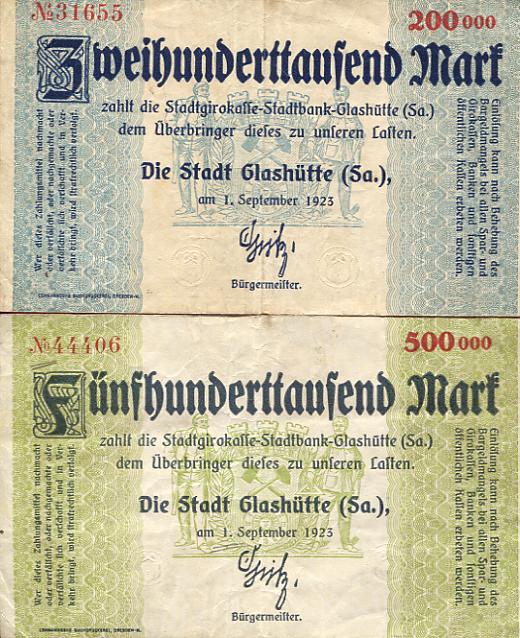 №31655
200000
Zweihunderttausend Mark
zahlt die Stadtgirokasse-Stadtbank-Glashütte (Sa.)
dem Überbringer dieses zu unseren Lasten.
Die Stadt Glashütte (Sa.),
am 1. September 1923
Bürgermeister.
Wer dieses Zahlungsmittel nachmacht
oder verfälscht, oder nachgemachte oder
verfälschte sich verschafft und in Ver-
kehr bringt, wird strafrechtlich verfolgt.
Einlösung kann nach Behebung des
Bargeldmangels bei allen Spar- und
Girokassen, Banken und sonstigen
öffentlichen Kassen erbeten werden.
№44406
500000
Fünfhunderttausend Mark
zahlt die Stadtgirokasse-Stadtbank-Glashütte (Sa.)
dem Überbringer dieses zu unseren Lasten.
Die Stadt Glashütte (Sa.),
am 1. September 1923
Bürgermeister.
Wer dieses Zahlungsmittel nachmacht
oder verfälscht, oder nachgemachte oder
verfälschte sich verschafft und in Ver-
kehr bringt, wird strafrechtlich verfolgt.
Einlösung kann nach Behebung des
Bargeldmangels bei allen Spar- und
Girokassen, Banken und sonstigen
öffentlichen Kassen erbeten werden.